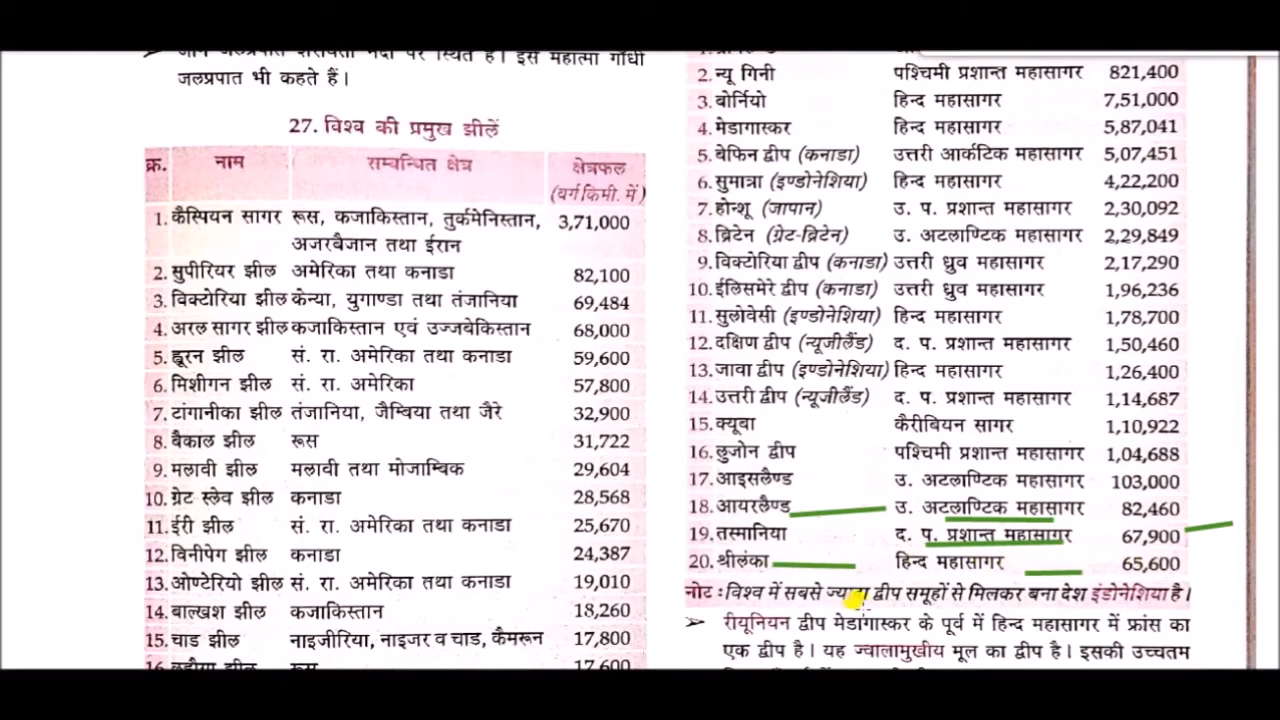 जलप्रपात शरावती नदी पर स्थित है। इसे महात्मा गाँधी
जलप्रपात भी कहते हैं।
27. विश्व की प्रमुख झीलें
क्र. नाम सम्बन्धित क्षेत्र क्षेत्रफल
(वर्ग किमी. में)
1. कैस्पियन सागर रूस, कजाकिस्तान, तुर्कमेनिस्तान, 3,71,000
अजरबैजान तथा ईरान
2. सुपीरियर झील अमेरिका तथा कनाडा 82,100
3. विक्टोरिया झील केन्या, युगाण्डा तथा तंजानिया 69,484
4. अरल सागर झील कजाकिस्तान एवं उज्जबेकिस्तान 68,000
5. ह्यूरन झील सं. रा. अमेरिका तथा कनाडा 59,600
6. मिशीगन झील सं. रा. अमेरिका 57,800
7. टांगानीका झील तंजानिया, जैम्बिया तथा जैरे 32,900
8. बैकाल झील रूस 31,722
9. मलावी झील मलावी तथा मोजाम्बिक 29,604
10. ग्रेट स्लेव झील कनाडा 28,568
11. ईरी झील सं. रा. अमेरिका तथा कनाडा 25,670
12. विनीपेग झील कनाडा 24,387
13. ओण्टेरियो झील सं. रा. अमेरिका तथा कनाडा 19,010
14. बाल्खश झील कजाकिस्तान 18,260
15. चाड झील नाइजीरिया, नाइजर व चाड, कैमरून 17,800
16. लडोगा झील रूस 17,600
2. न्यू गिनी पश्चिमी प्रशान्त महासागर 821,400
3. बोर्नियो हिन्द महासागर 7,51,000
4. मेडागास्कर हिन्द महासागर 5,87,041
5. बेफिन द्वीप (कनाडा) उत्तरी आर्कटिक महासागर 5,07,451
6. सुमात्रा (इण्डोनेशिया) हिन्द महासागर 4,22,200
7. होन्शू (जापान) उ. प. प्रशान्त महासागर 2,30,092
8. ब्रिटेन (ग्रेट-ब्रिटेन) उ. अटलाण्टिक महासागर 2,29,849
9. विक्टोरिया द्वीप (कनाडा) उत्तरी ध्रुव महासागर 2,17,290
10. ईलिसमेरे द्वीप (कनाडा) उत्तरी ध्रुव महासागर 1,96,236
11. सुलोवेसी (इण्डोनेशिया) हिन्द महासागर 1,78,700
12. दक्षिण द्वीप (न्यूजीलैंड) द. प. प्रशान्त महासागर 1,50,460
13. जावा द्वीप (इण्डोनेशिया) हिन्द महासागर 1,26,400
14. उत्तरी द्वीप (न्यूजीलैंड) द. प. प्रशान्त महासागर 1,14,687
15. क्यूबा कैरीबियन सागर 1,10,922
16. लुजोन द्वीप पश्चिमी प्रशान्त महासागर 1,04,688
17. आइसलैण्ड उ. अटलाण्टिक महासागर 103,000
18. आयरलैण्ड उ. अटलाण्टिक महासागर 82,460
19. तस्मानिया द. प. प्रशान्त महासागर 67,900
20. श्रीलंका हिन्द महासागर 65,600
नोट : विश्व में सबसे ज्यादा द्वीप समूहों से मिलकर बना देश इंडोनेशिया है।
➢ रीयूनियन द्वीप मेडागास्कर के पूर्व में हिन्द महासागर में फ्रांस का
एक द्वीप है। यह ज्वालामुखीय मूल का द्वीप है। इसकी उच्चतम